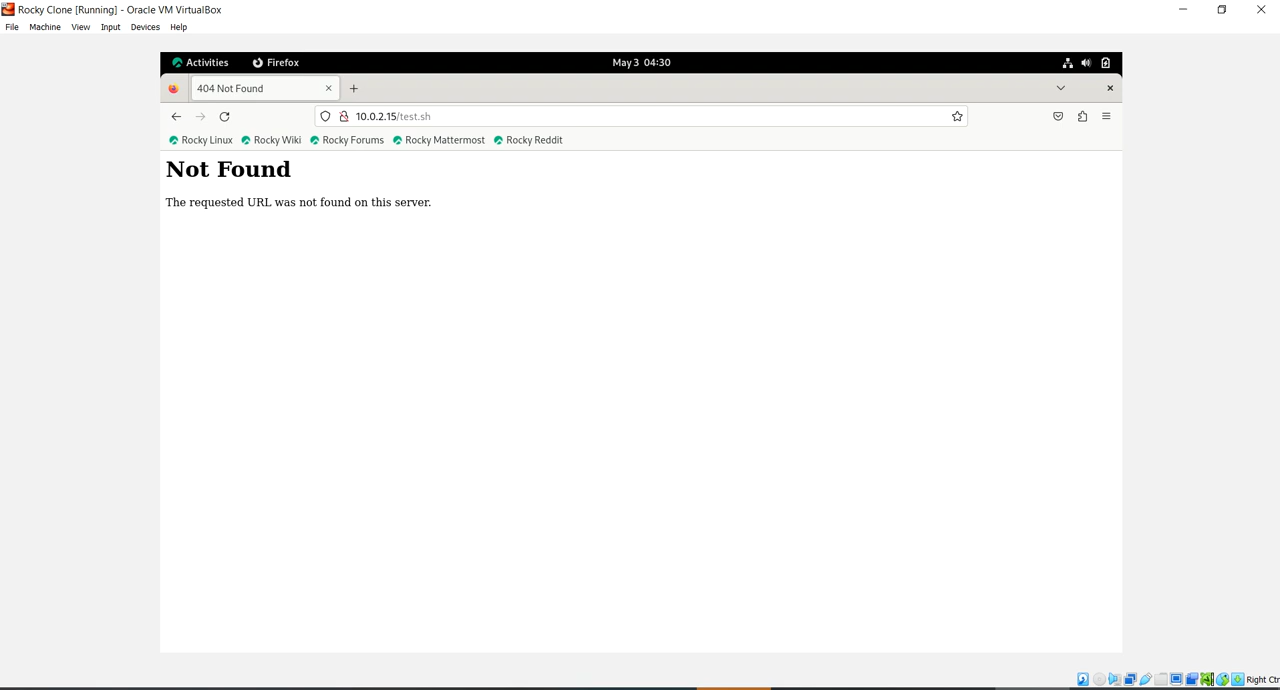 Rocky Clone [Running] - Oracle VM VirtualBox
File Machine View Input Devices Help
Activities Firefox May 3 04:30
404 Not Found
10.0.2.15/test.sh
Rocky Linux Rocky Wiki Rocky Forums Rocky Mattermost Rocky Reddit
Not Found
The requested URL was not found on this server.
Right Ctr